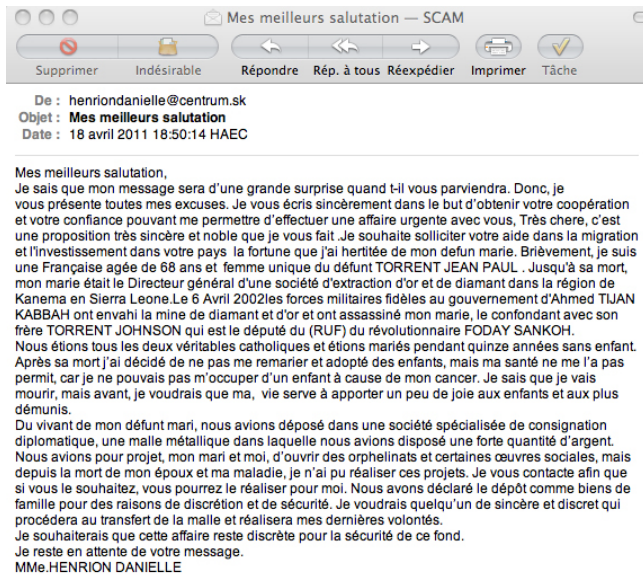 Mes meilleurs salutation — SCAM
Supprimer Indésirable Répondre Rép. à tous Réexpédier Imprimer Tâche
De : henriondanielle@centrum.sk
Objet : Mes meilleurs salutation
Date : 18 avril 2011 18:50:14 HAEC
Mes meilleurs salutation,
Je sais que mon message sera d'une grande surprise quand t-il vous parviendra. Donc, je
vous présente toutes mes excuses. Je vous écris sincèrement dans le but d'obtenir votre coopération
et votre confiance pouvant me permettre d'effectuer une affaire urgente avec vous, Très chere, c'est
une proposition très sincère et noble que je vous fait .Je souhaite solliciter votre aide dans la migration
et l'investissement dans votre pays la fortune que j'ai hertitée de mon defun marie. Brièvement, je suis
une Française agée de 68 ans et femme unique du défunt TORRENT JEAN PAUL . Jusqu'à sa mort,
mon marie était le Directeur général d'une société d'extraction d'or et de diamant dans la région de
Kanema en Sierra Leone.Le 6 Avril 2002les forces militaires fidèles au gouvernement d'Ahmed TIJAN
KABBAH ont envahi la mine de diamant et d'or et ont assassiné mon marie, le confondant avec son
frère TORRENT JOHNSON qui est le député du (RUF) du révolutionnaire FODAY SANKOH.
Nous étions tous les deux véritables catholiques et étions mariés pendant quinze années sans enfant.
Après sa mort j'ai décidé de ne pas me remarier et adopté des enfants, mais ma santé ne me l'a pas
permit, car je ne pouvais pas m'occuper d'un enfant à cause de mon cancer. Je sais que je vais
mourir, mais avant, je voudrais que ma, vie serve à apporter un peu de joie aux enfants et aux plus
démunis.
Du vivant de mon défunt mari, nous avions déposé dans une société spécialisée de consignation
diplomatique, une malle métallique dans laquelle nous avions disposé une forte quantité d'argent.
Nous avions pour projet, mon mari et moi, d'ouvrir des orphelinats et certaines œuvres sociales, mais
depuis la mort de mon époux et ma maladie, je n'ai pu réaliser ces projets. Je vous contacte afin que
si vous le souhaitez, vous pourrez le réaliser pour moi. Nous avons déclaré le dépôt comme biens de
famille pour des raisons de discrétion et de sécurité. Je voudrais quelqu'un de sincère et discret qui
procédera au transfert de la malle et réalisera mes dernières volontés.
Je souhaiterais que cette affaire reste discrète pour la sécurité de ce fond.
Je reste en attente de votre message.
MMe.HENRION DANIELLE